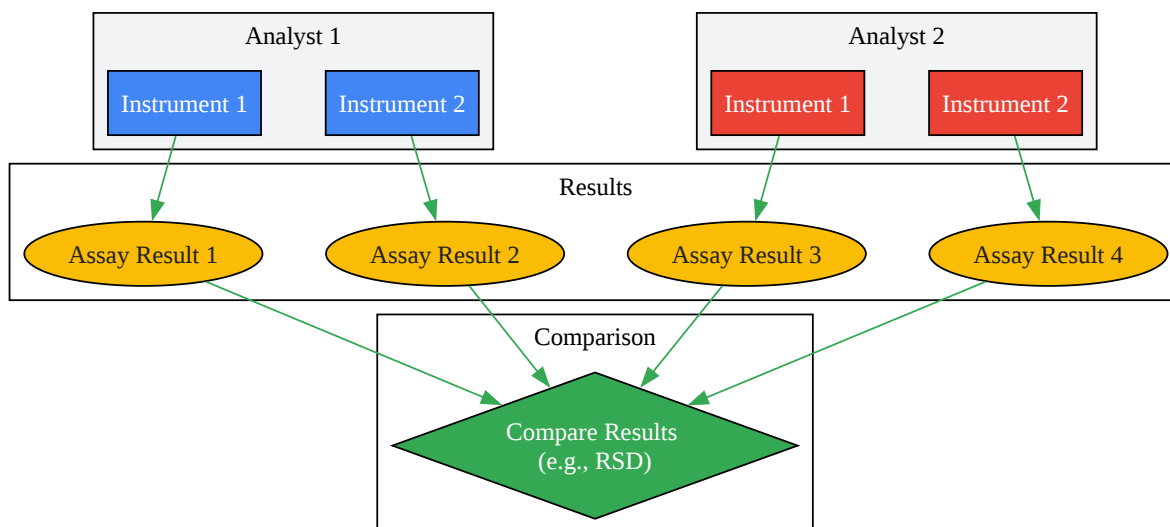 Analyst 1
Analyst 2
Instrument 1
Instrument 2
Instrument 1
Instrument 2
Results
Assay Result 1
Assay Result 2
Assay Result 3
Assay Result 4
Comparison
Compare Results
(e.g., RSD)